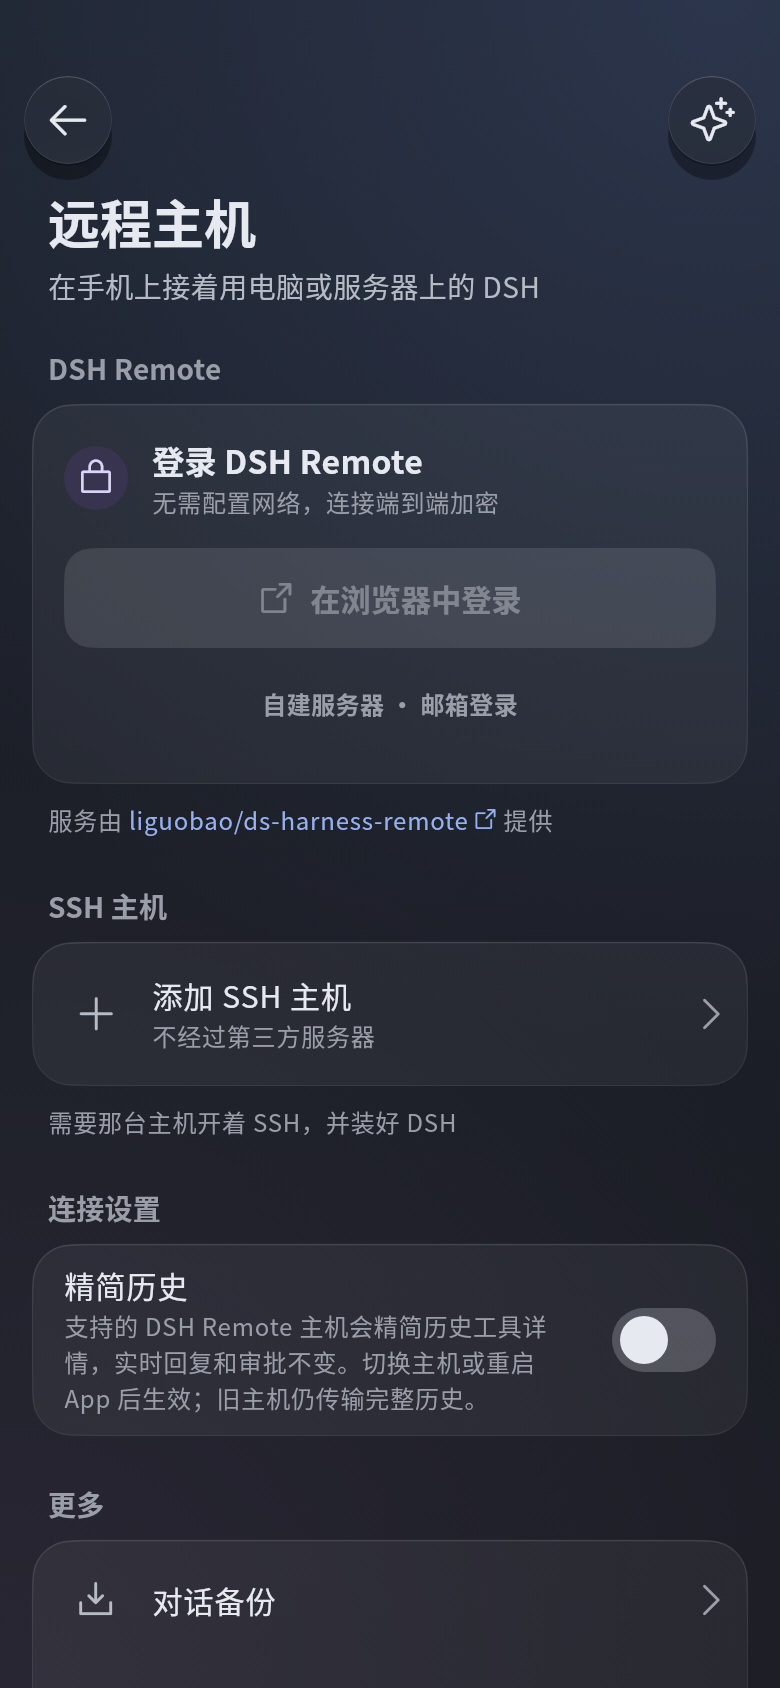 远程主机
在手机上接着用电脑或服务器上的 DSH
DSH Remote
登录 DSH Remote
无需配置网络，连接端到端加密
在浏览器中登录
自建服务器 · 邮箱登录
服务由 liguobao/ds-harness-remote 提供
SSH 主机
添加 SSH 主机
不经过第三方服务器
需要那台主机开着 SSH，并装好 DSH
连接设置
精简历史
支持的 DSH Remote 主机会精简历史工具详
情，实时回复和审批不变。切换主机或重启
App 后生效；旧主机仍传输完整历史。
更多
对话备份